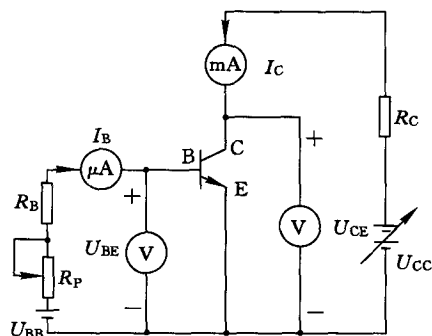 mA
I_C
I_B
μA
B
C
E
R_C
R_B
+
U_BE
V
+
V
U_CE
U_CC
R_P
−
−
U_BB